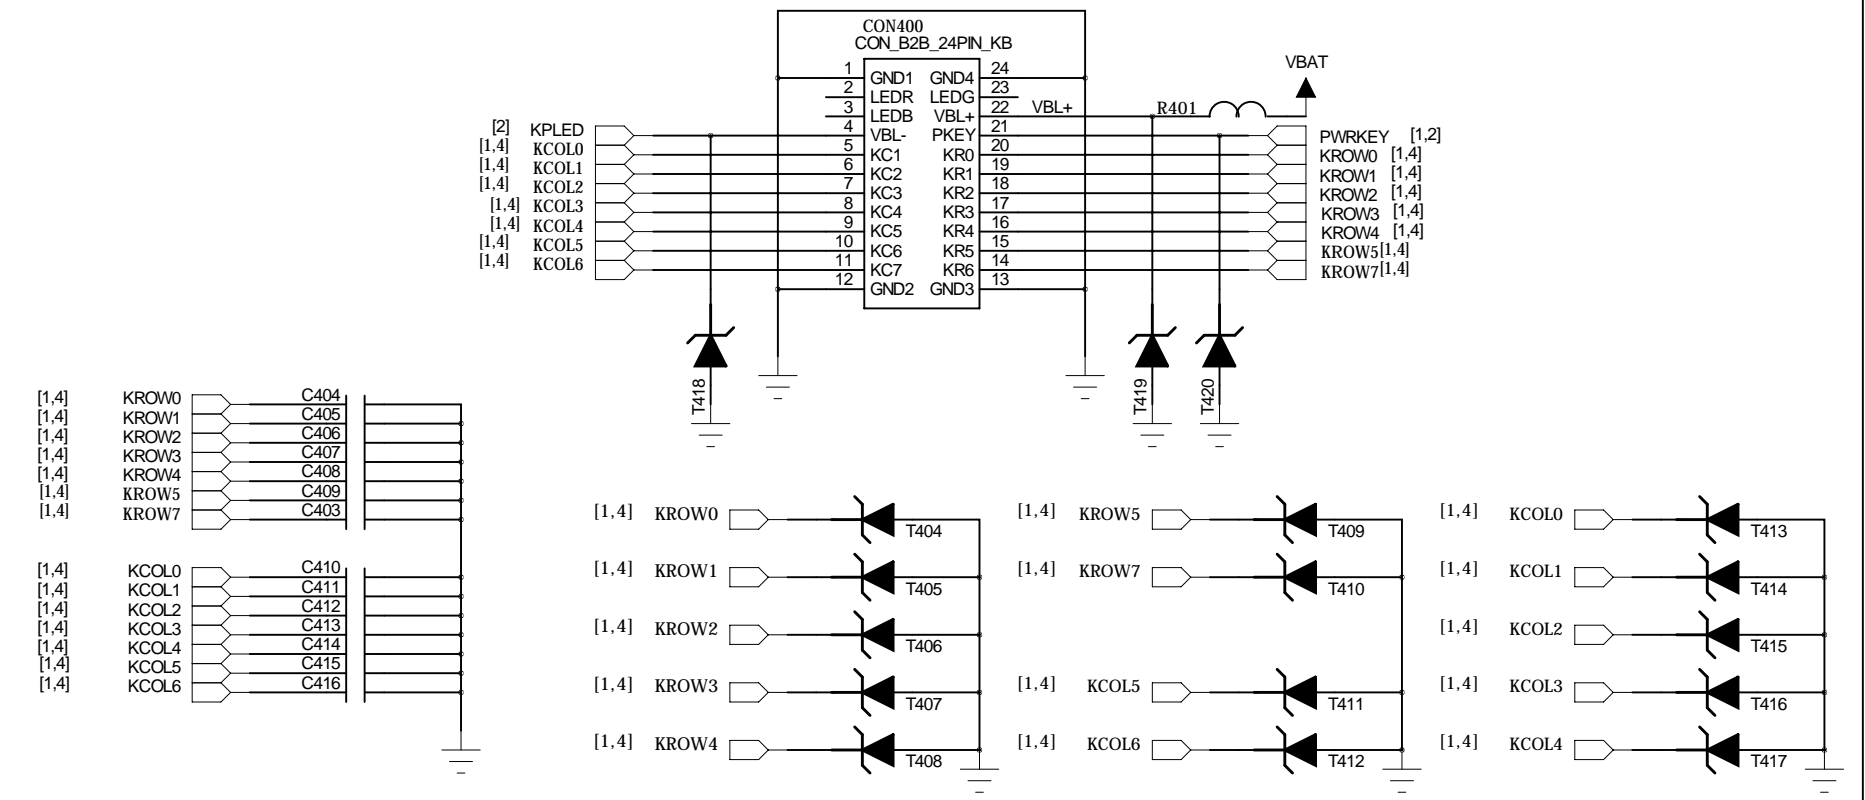 CON400
CON_B2B_24PIN_KB
VBAT
1 GND1 GND4 24
2 LEDR LEDG 23
3 LEDB VBL+ 22 VBL+ R401
[2] KPLED 4 VBL- PKEY 21 PWRKEY [1,2]
[1,4] KCOL0 5 KC1 KR0 20 KROW0 [1,4]
[1,4] KCOL1 6 KC2 KR1 19 KROW1 [1,4]
[1,4] KCOL2 7 KC3 KR2 18 KROW2 [1,4]
[1,4] KCOL3 8 KC4 KR3 17 KROW3 [1,4]
[1,4] KCOL4 9 KC5 KR4 16 KROW4 [1,4]
[1,4] KCOL5 10 KC6 KR5 15 KROW5[1,4]
[1,4] KCOL6 11 KC7 KR6 14 KROW7[1,4]
12 GND2 GND3 13
T418
T419
T420
[1,4] KROW0 C404
[1,4] KROW1 C405
[1,4] KROW2 C406
[1,4] KROW3 C407
[1,4] KROW4 C408
[1,4] KROW5 C409
[1,4] KROW7 C403
[1,4] KCOL0 C410
[1,4] KCOL1 C411
[1,4] KCOL2 C412
[1,4] KCOL3 C413
[1,4] KCOL4 C414
[1,4] KCOL5 C415
[1,4] KCOL6 C416
[1,4] KROW0 T404
[1,4] KROW1 T405
[1,4] KROW2 T406
[1,4] KROW3 T407
[1,4] KROW4 T408
[1,4] KROW5 T409
[1,4] KROW7 T410
[1,4] KCOL5 T411
[1,4] KCOL6 T412
[1,4] KCOL0 T413
[1,4] KCOL1 T414
[1,4] KCOL2 T415
[1,4] KCOL3 T416
[1,4] KCOL4 T417